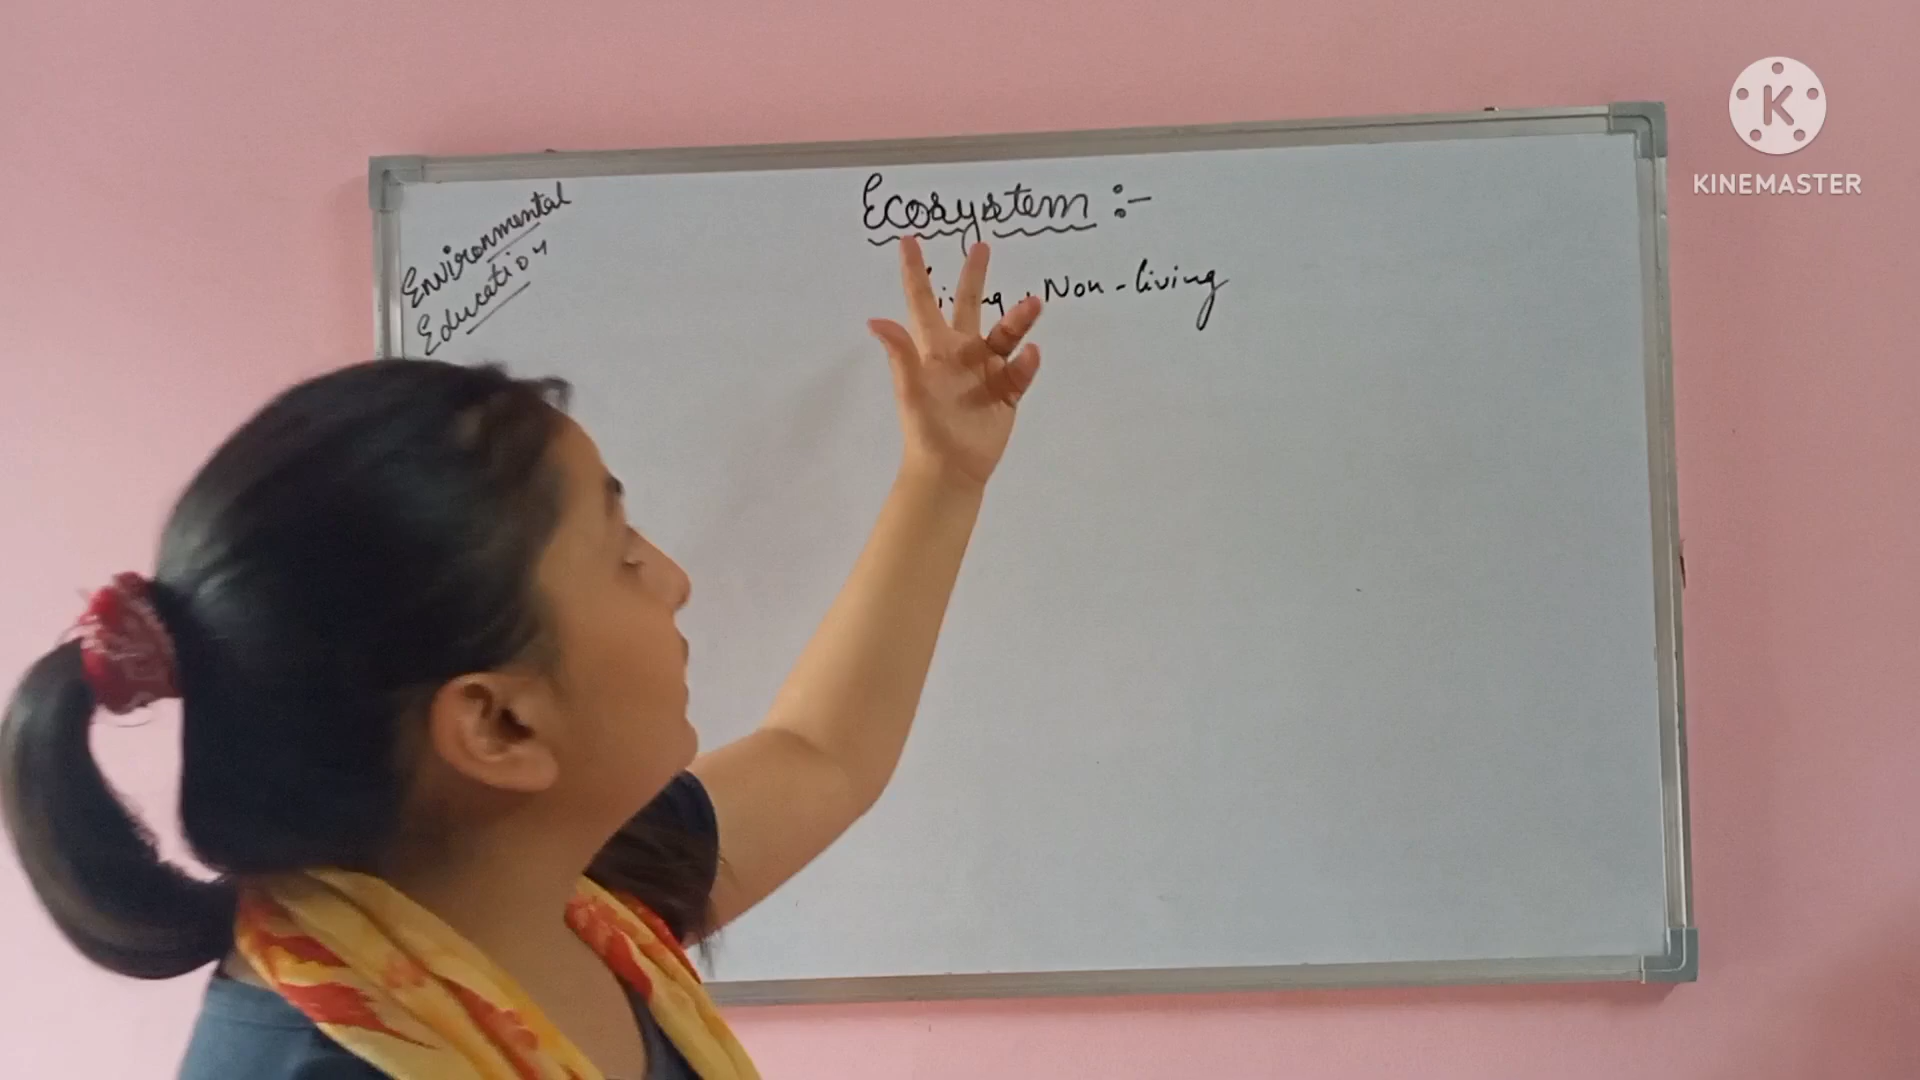 Environmental
Education
Ecosystem :-
Non-living
KINEMASTER